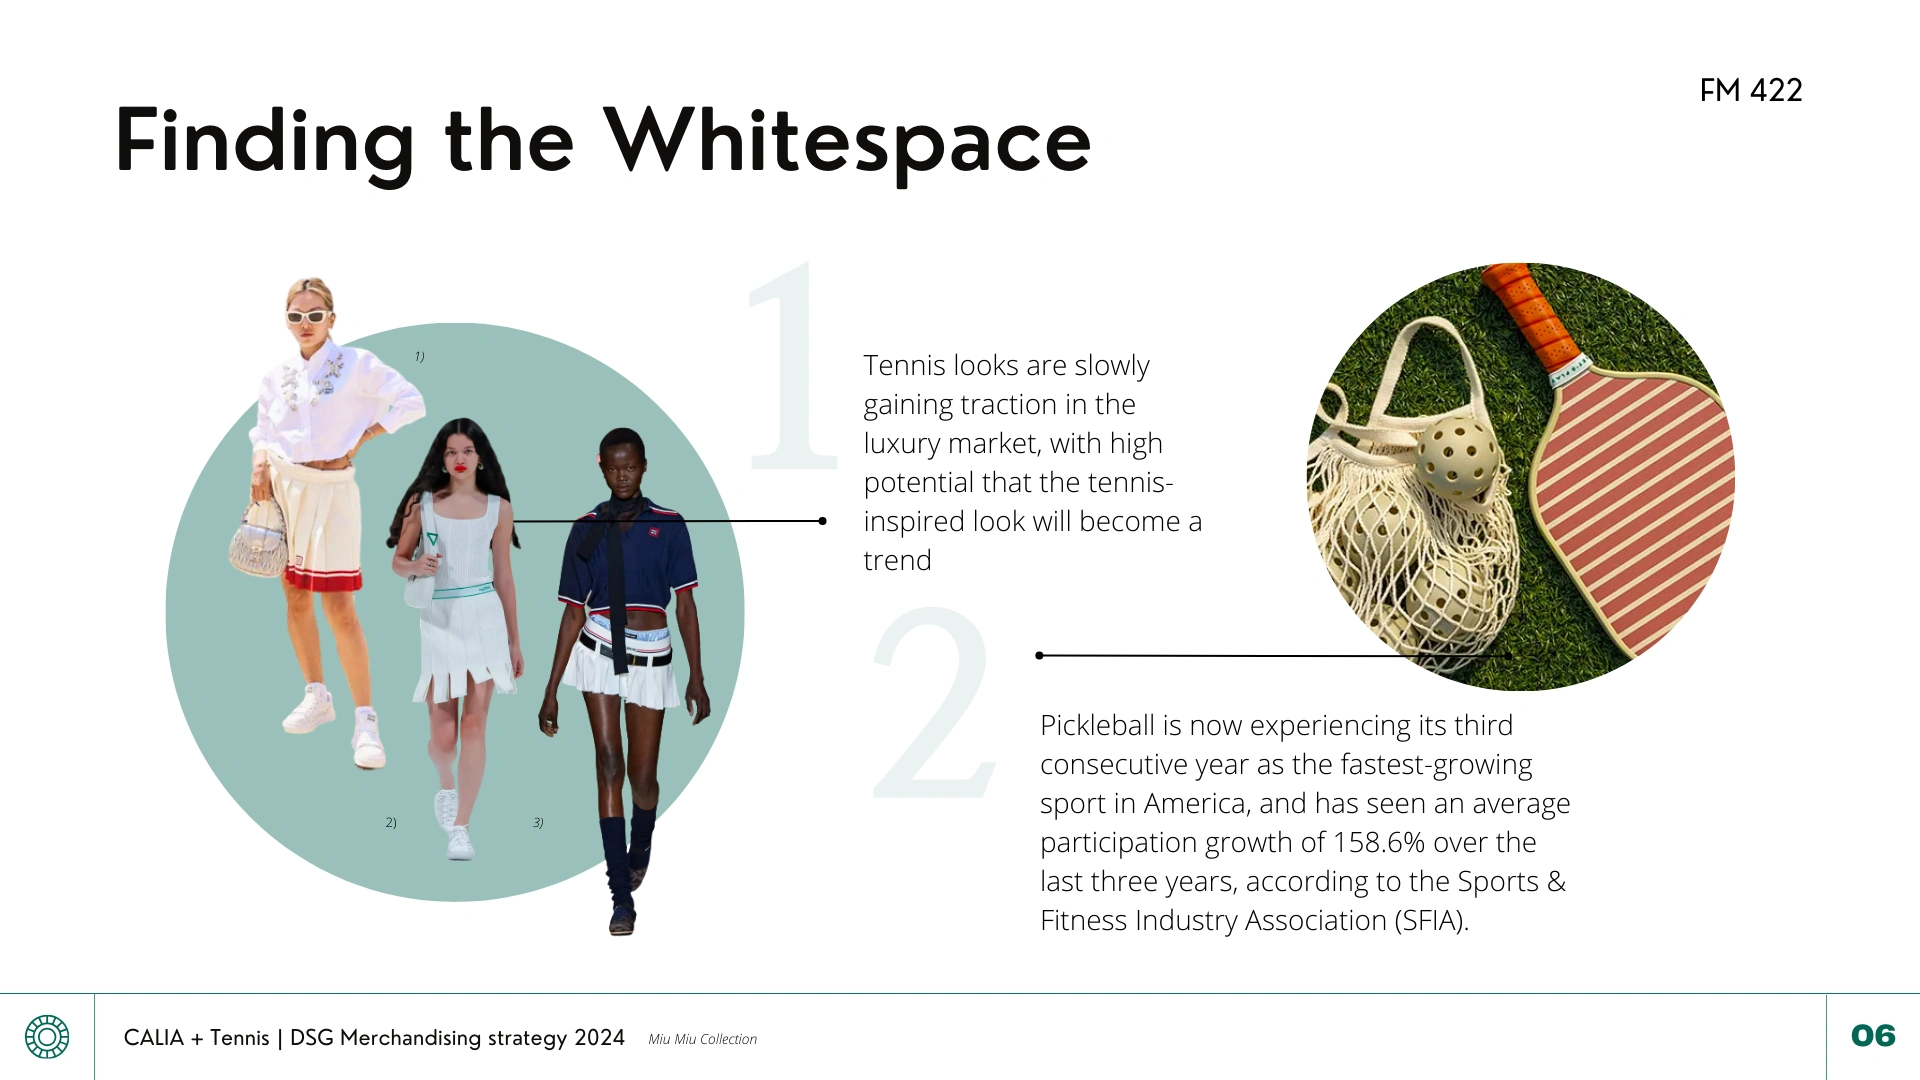 FM 422
Finding the Whitespace
1
1)
Tennis looks are slowly
gaining traction in the
luxury market, with high
potential that the tennis-
inspired look will become a
trend
2
2)
3)
Pickleball is now experiencing its third
consecutive year as the fastest-growing
sport in America, and has seen an average
participation growth of 158.6% over the
last three years, according to the Sports &
Fitness Industry Association (SFIA).
CALIA + Tennis | DSG Merchandising strategy 2024
Miu Miu Collection
06